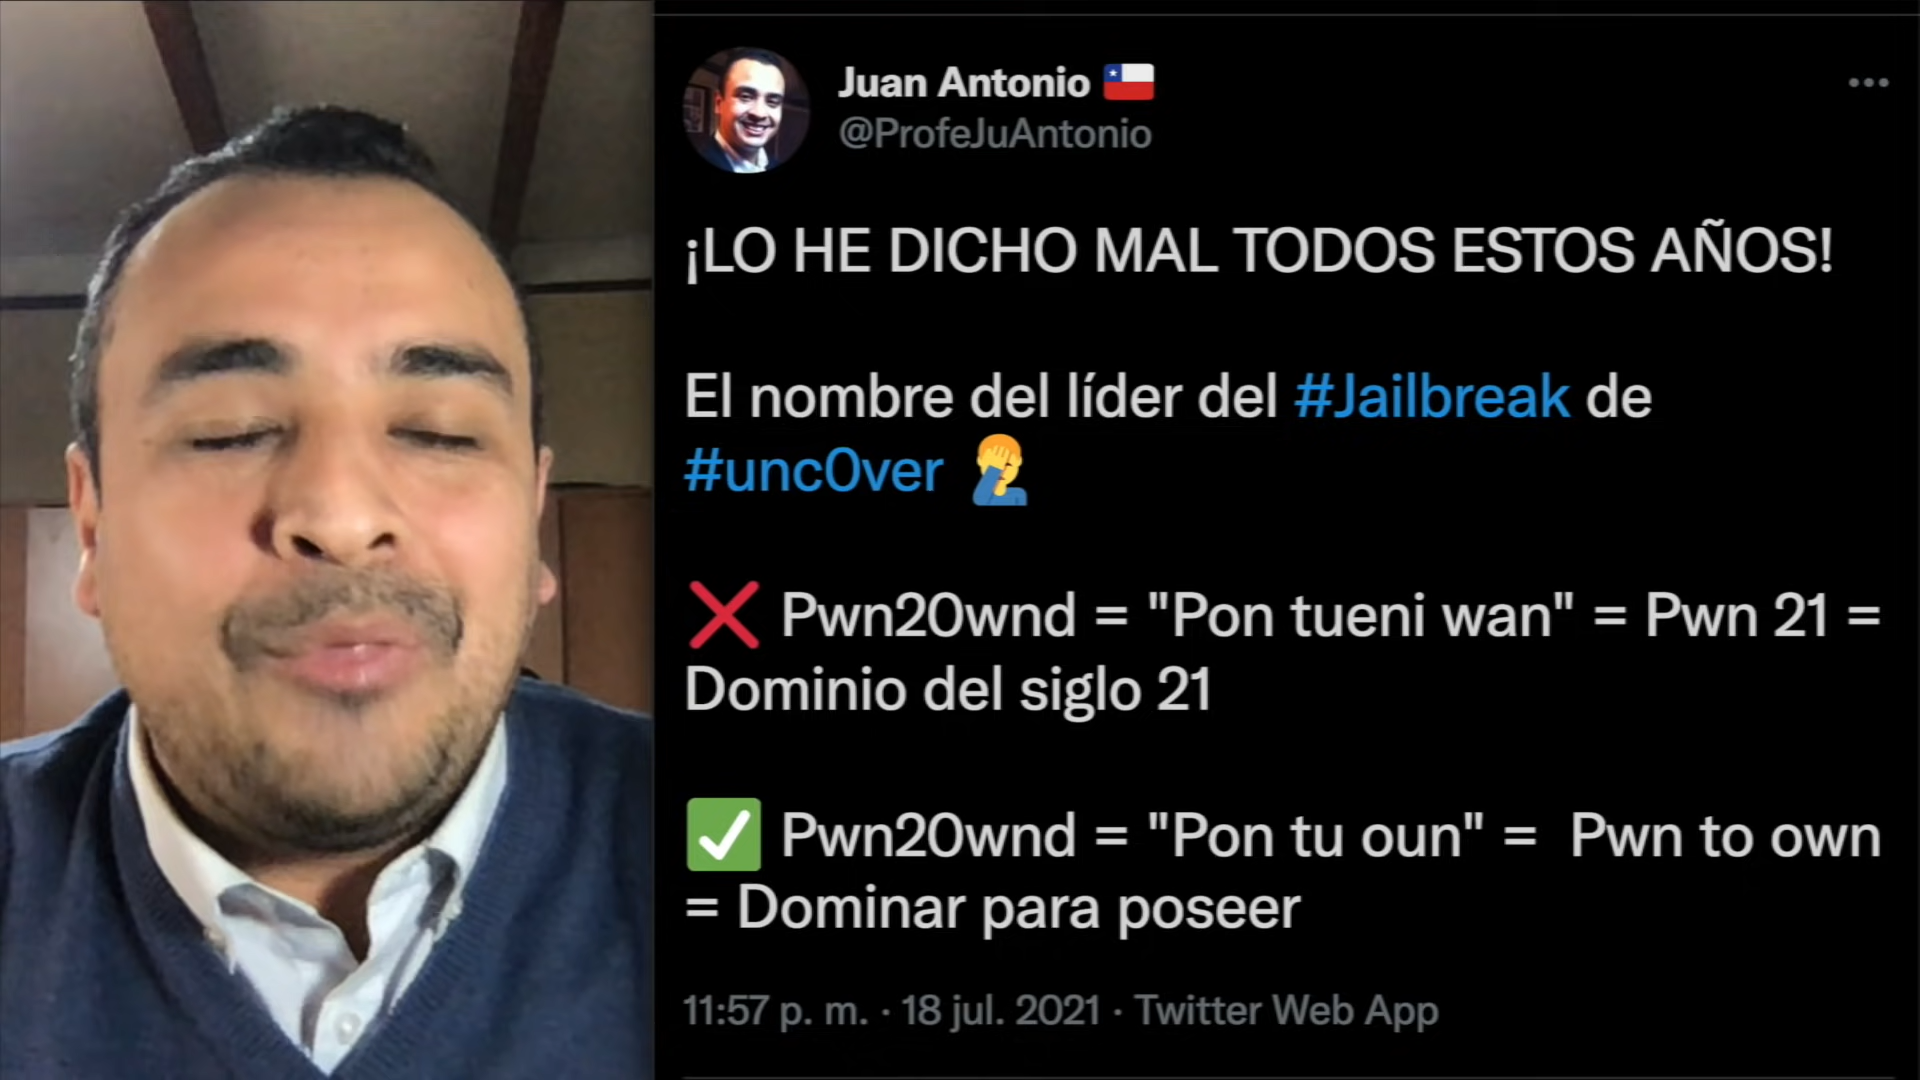 Juan Antonio 🇨🇱
@ProfeJuAntonio
¡LO HE DICHO MAL TODOS ESTOS AÑOS!
El nombre del líder del #Jailbreak de
#unc0ver 🤦‍♂️
❌ Pwn20wnd = "Pon tueni wan" = Pwn 21 =
Dominio del siglo 21
✅ Pwn20wnd = "Pon tu oun" = Pwn to own
= Dominar para poseer
11:57 p. m. · 18 jul. 2021 · Twitter Web App